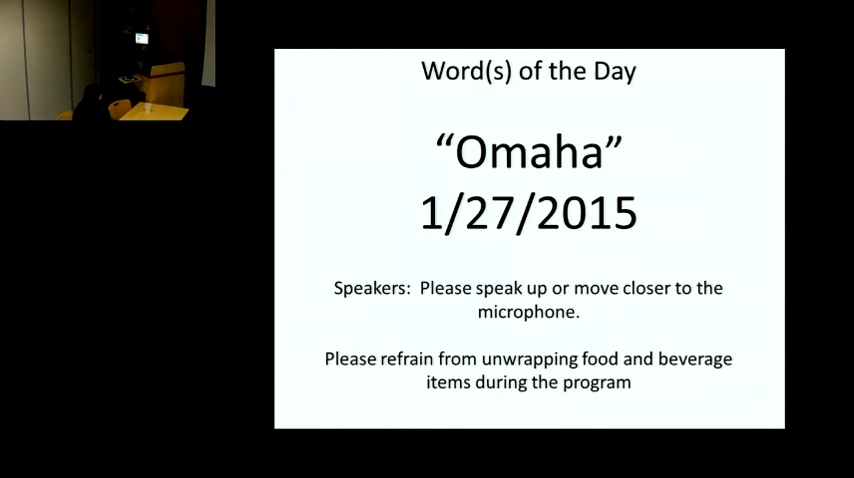 Word(s) of the Day
“Omaha”
1/27/2015
Speakers:  Please speak up or move closer to the
microphone.
Please refrain from unwrapping food and beverage
items during the program